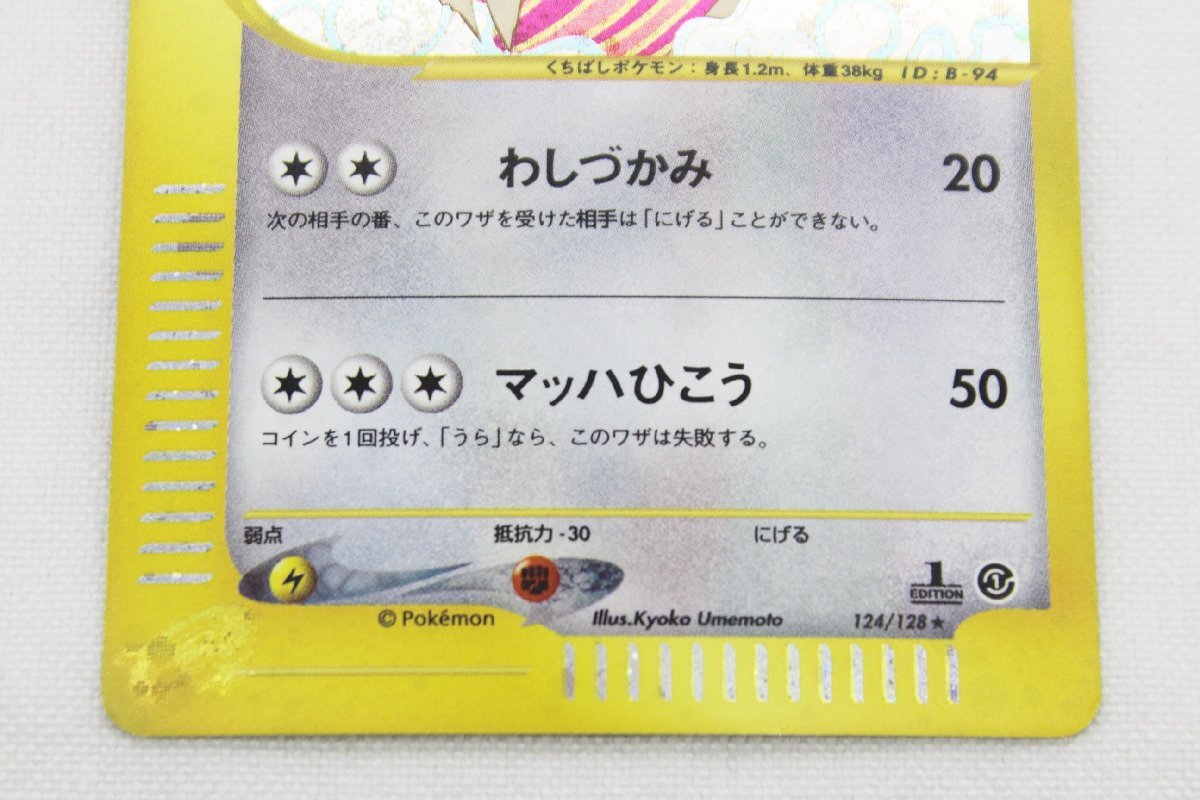 くちばしポケモン：身長1.2m、体重38kg ID：B-94
わしづかみ 20
次の相手の番、このワザを受けた相手は「にげる」ことができない。
マッハひこう 50
コインを1回投げ、「うら」なら、このワザは失敗する。
弱点 抵抗力 -30 にげる
1 EDITION
© Pokémon Illus.Kyoko Umemoto 124/128 ★